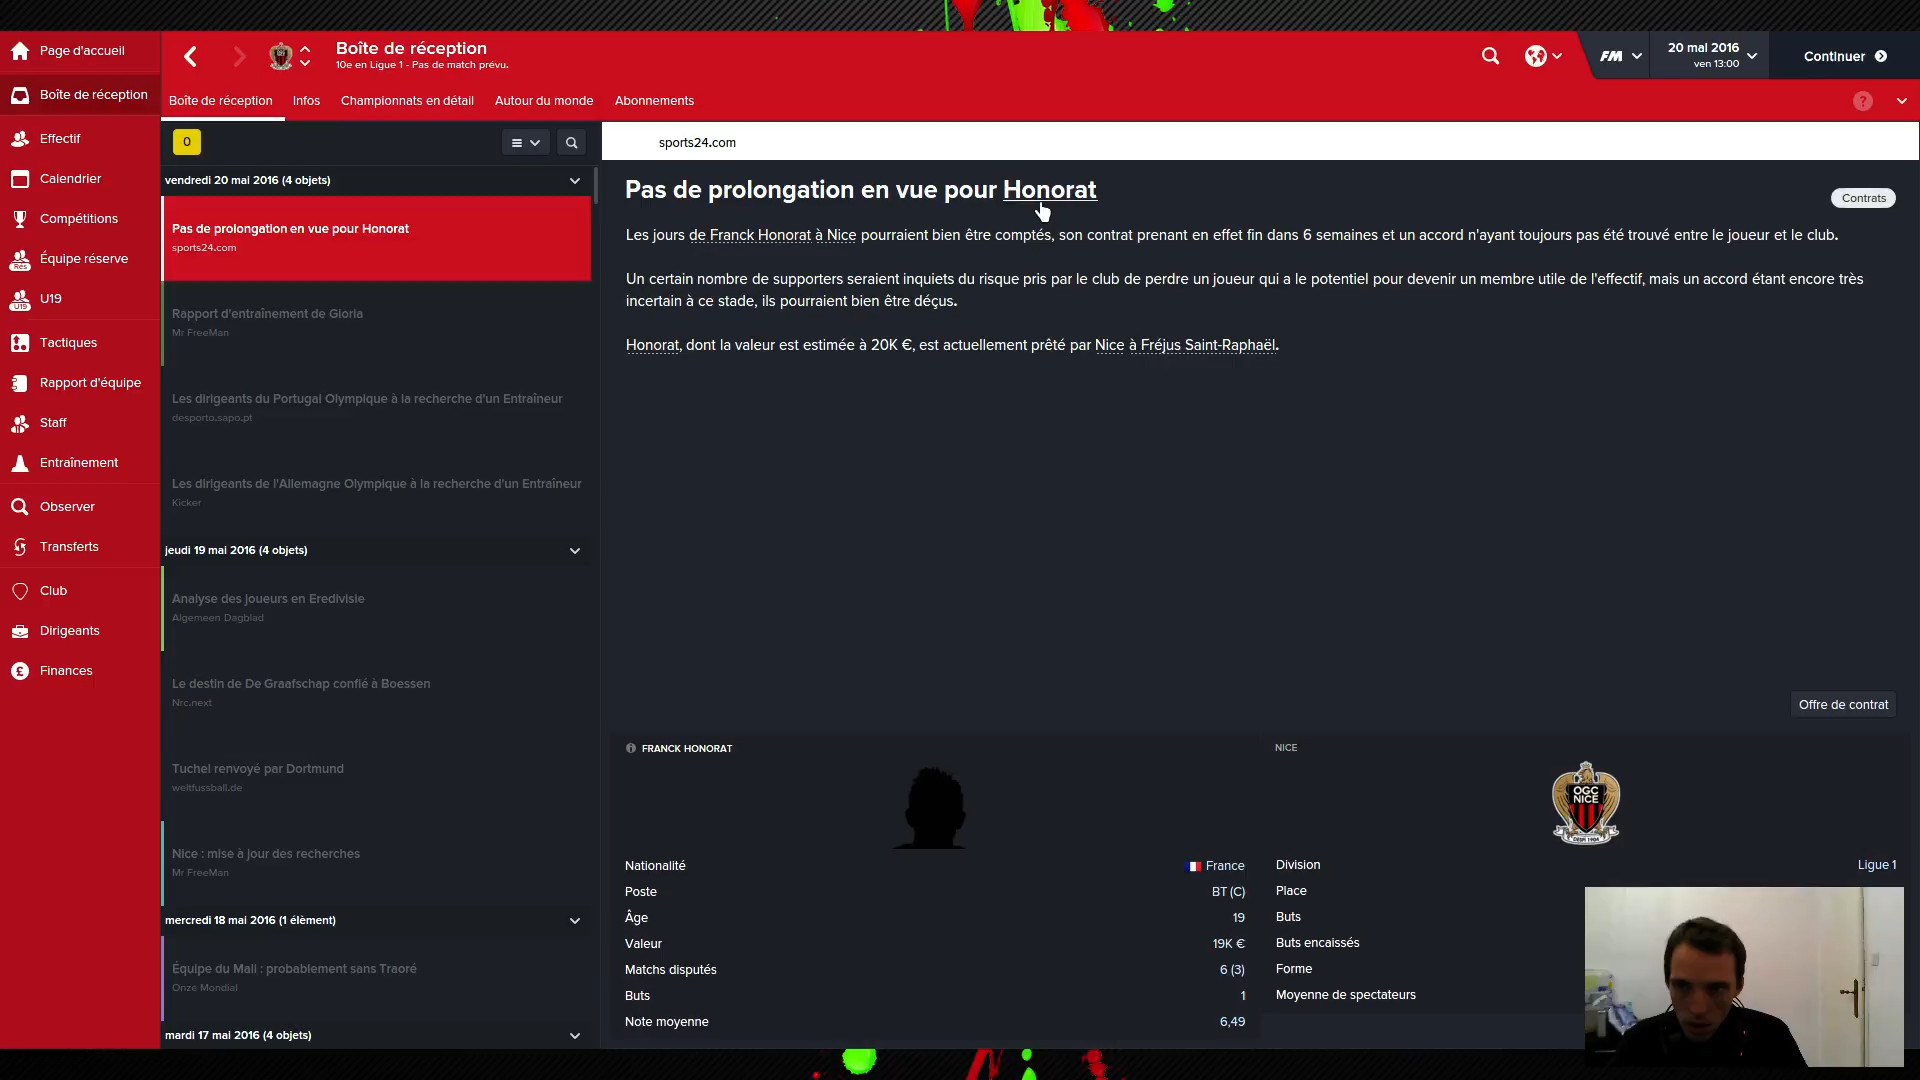 Page d'accueil
Boîte de réception
Effectif
Calendrier
Compétitions
Équipe réserve
U19
Tactiques
Rapport d'équipe
Staff
Entraînement
Observer
Transferts
Club
Dirigeants
Finances
Boîte de réception
10e en Ligue 1 - Pas de match prévu.
FM
20 mai 2016
ven 13:00
Continuer
Boîte de réception
Infos
Championnats en détail
Autour du monde
Abonnements
?
0
vendredi 20 mai 2016 (4 objets)
Pas de prolongation en vue pour Honorat
sports24.com
Rapport d'entraînement de Gloria
Mr FreeMan
Les dirigeants du Portugal Olympique à la recherche d'un Entraîneur
desporto.sapo.pt
Les dirigeants de l'Allemagne Olympique à la recherche d'un Entraîneur
Kicker
jeudi 19 mai 2016 (4 objets)
Analyse des joueurs en Eredivisie
Algemeen Dagblad
Le destin de De Graafschap confié à Boessen
Nrc.next
Tuchel renvoyé par Dortmund
weltfussball.de
Nice : mise à jour des recherches
Mr FreeMan
mercredi 18 mai 2016 (1 élèment)
Équipe du Mali : probablement sans Traoré
Onze Mondial
mardi 17 mai 2016 (4 objets)
sports24.com
Pas de prolongation en vue pour Honorat
Contrats
Les jours de Franck Honorat à Nice pourraient bien être comptés, son contrat prenant en effet fin dans 6 semaines et un accord n'ayant toujours pas été trouvé entre le joueur et le club.
Un certain nombre de supporters seraient inquiets du risque pris par le club de perdre un joueur qui a le potentiel pour devenir un membre utile de l'effectif, mais un accord étant encore très
incertain à ce stade, ils pourraient bien être déçus.
Honorat, dont la valeur est estimée à 20K €, est actuellement prêté par Nice à Fréjus Saint-Raphaël.
Offre de contrat
FRANCK HONORAT
Nationalité France
Poste BT (C)
Âge 19
Valeur 19K €
Matchs disputés 6 (3)
Buts 1
Note moyenne 6,49
NICE
OGC
NICE
Division Ligue 1
Place
Buts
Buts encaissés
Forme
Moyenne de spectateurs